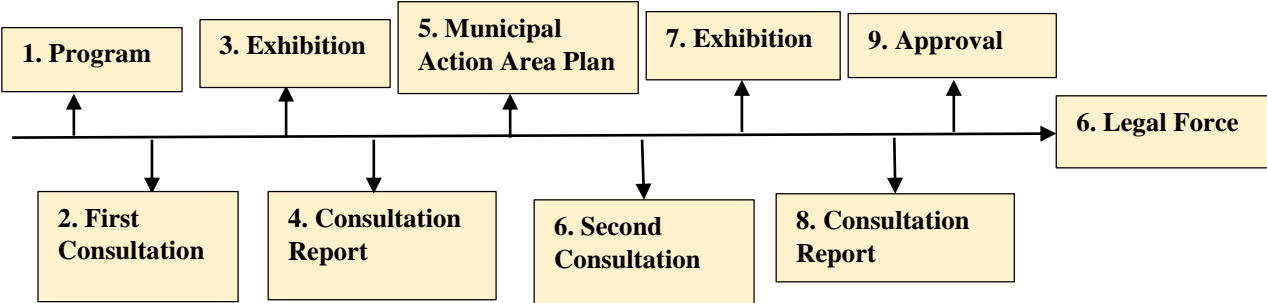 1. Program
3. Exhibition
5. Municipal
Action Area Plan
7. Exhibition
9. Approval
6. Legal Force
2. First
Consultation
4. Consultation
Report
6. Second
Consultation
8. Consultation
Report